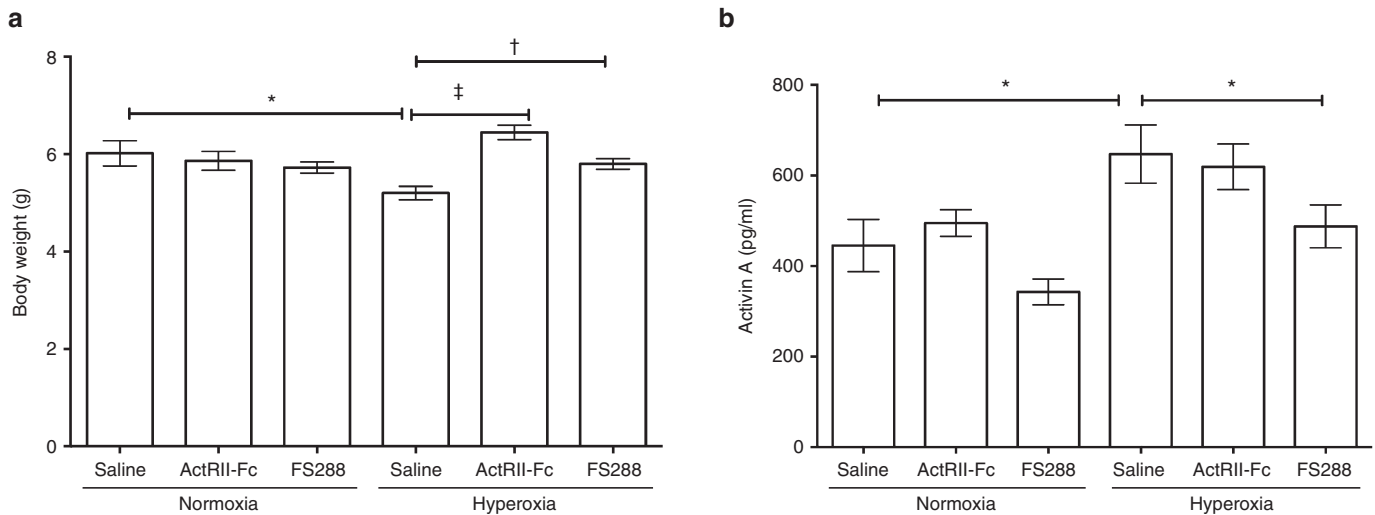 a
8
6
4
2
0
Body weight (g)
*
‡
†
Saline ActRII-Fc FS288 Saline ActRII-Fc FS288
Normoxia Hyperoxia
b
800
600
400
200
0
Activin A (pg/ml)
* *
Saline ActRII-Fc FS288 Saline ActRII-Fc FS288
Normoxia Hyperoxia